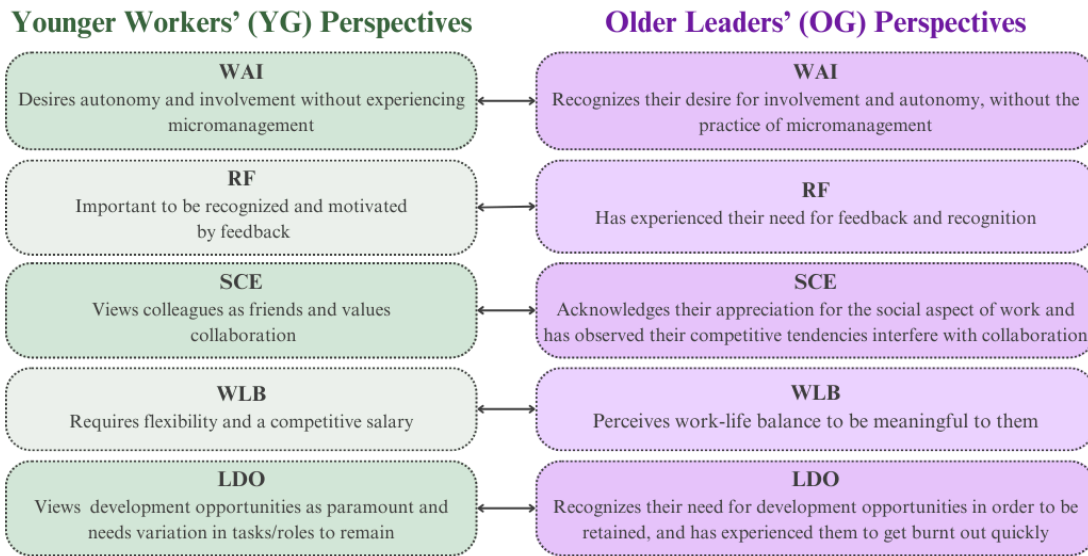 Younger Workers’ (YG) Perspectives
Older Leaders’ (OG) Perspectives
WAI
Desires autonomy and involvement without experiencing
micromanagement
WAI
Recognizes their desire for involvement and autonomy, without the
practice of micromanagement
RF
Important to be recognized and motivated
by feedback
RF
Has experienced their need for feedback and recognition
SCE
Views colleagues as friends and values
collaboration
SCE
Acknowledges their appreciation for the social aspect of work and
has observed their competitive tendencies interfere with collaboration
WLB
Requires flexibility and a competitive salary
WLB
Perceives work-life balance to be meaningful to them
LDO
Views development opportunities as paramount and
needs variation in tasks/roles to remain
LDO
Recognizes their need for development opportunities in order to be
retained, and has experienced them to get burnt out quickly